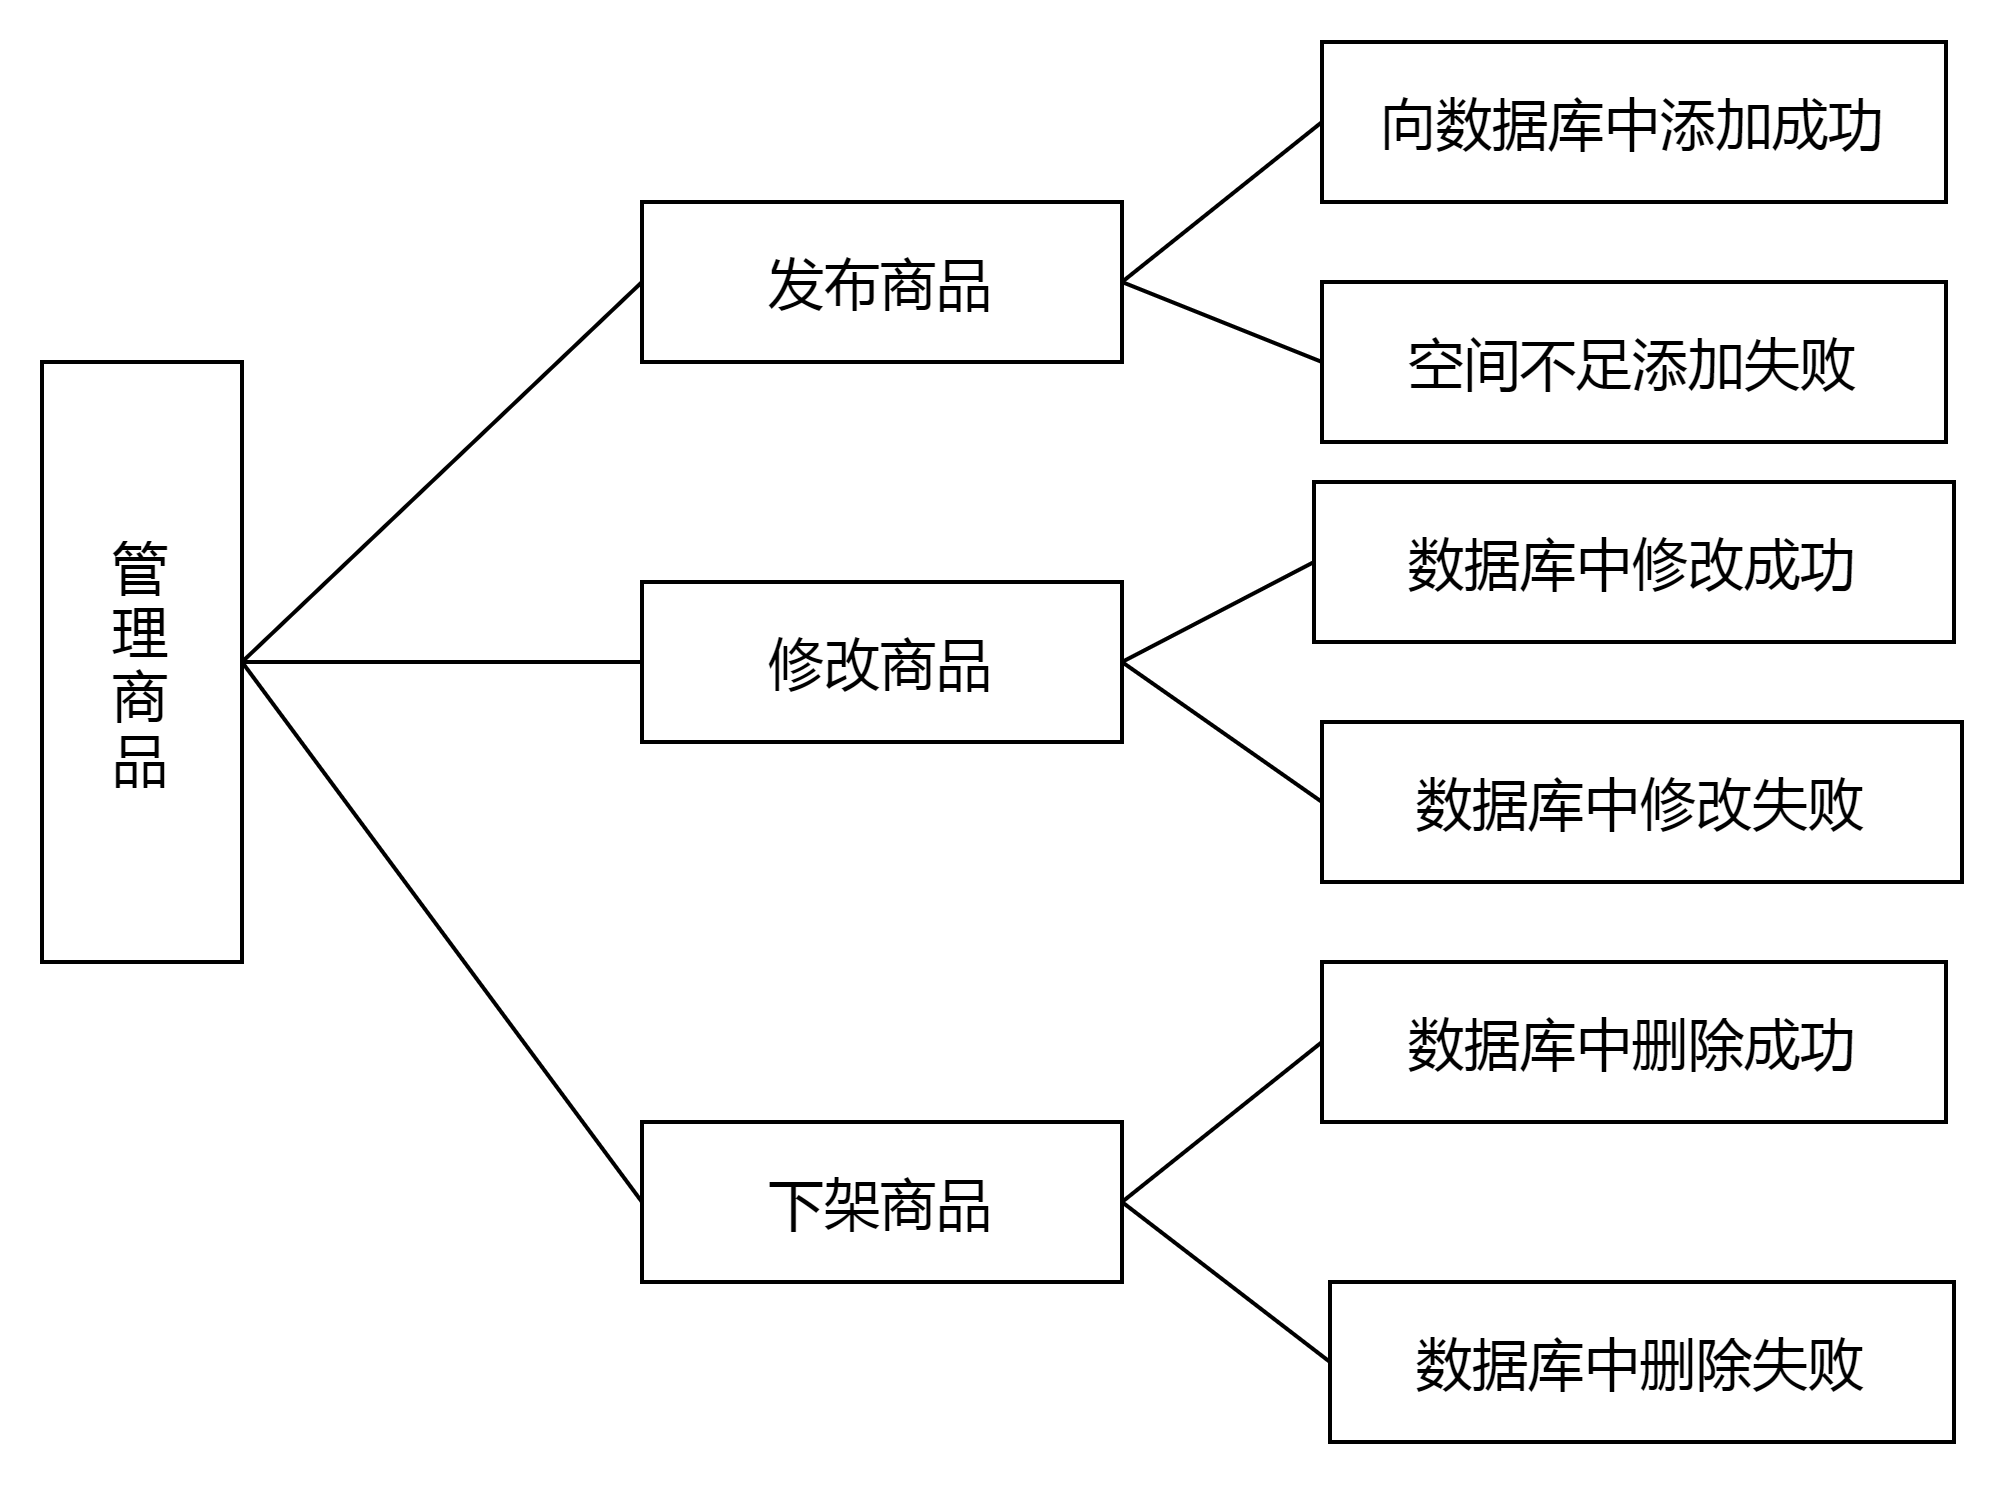 管
理
商
品
发布商品
向数据库中添加成功
空间不足添加失败
修改商品
数据库中修改成功
数据库中修改失败
下架商品
数据库中删除成功
数据库中删除失败